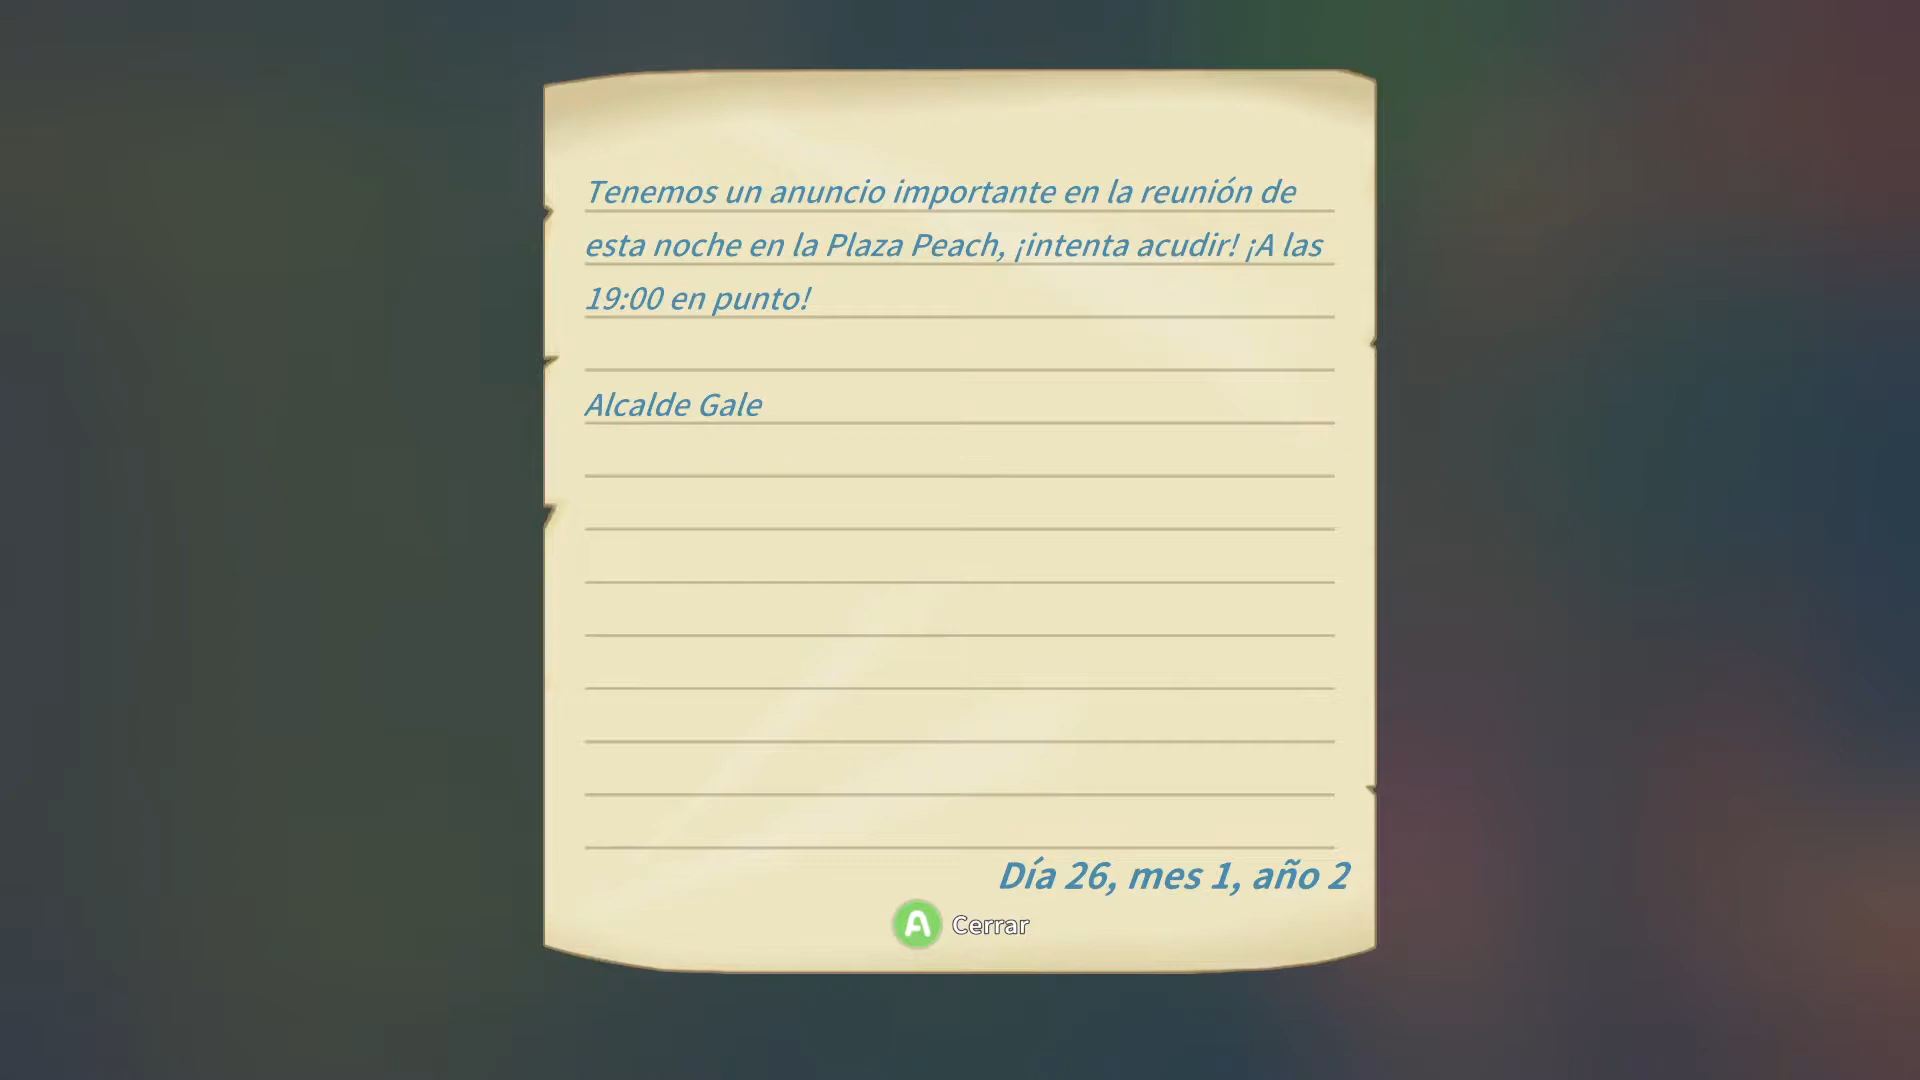 Tenemos un anuncio importante en la reunión de
esta noche en la Plaza Peach, ¡intenta acudir! ¡A las
19:00 en punto!
Alcalde Gale
Día 26, mes 1, año 2
A Cerrar